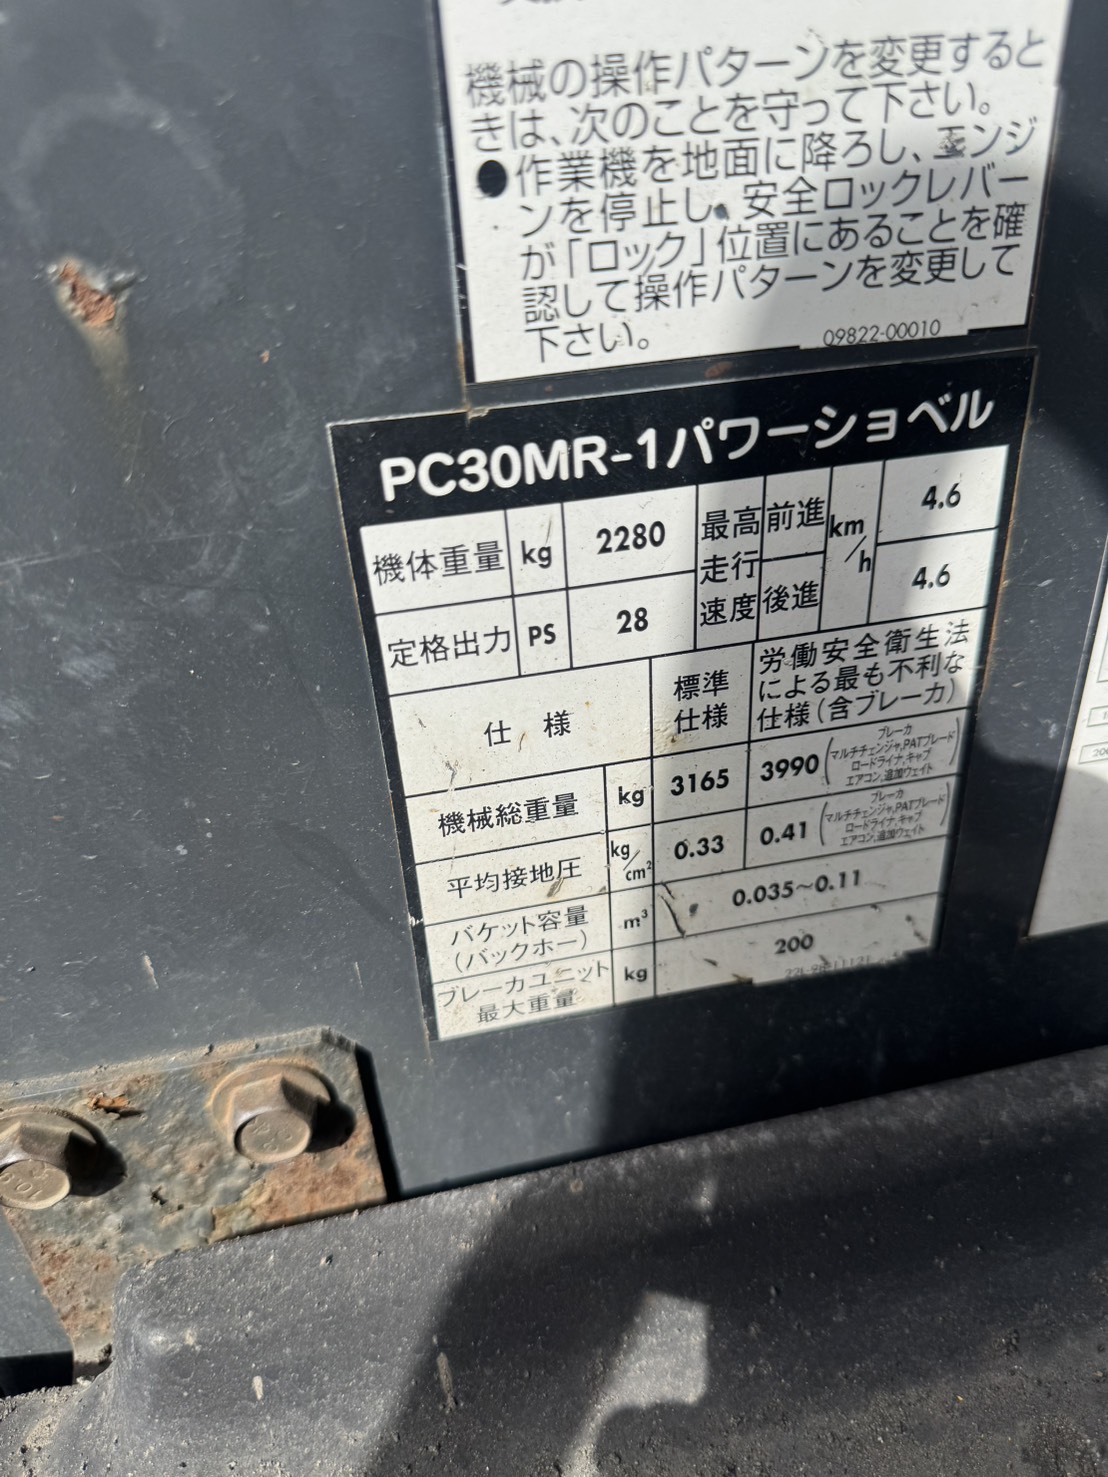 機械の操作パターンを変更すると
きは、次のことを守って下さい。
●作業機を地面に降ろし、エンジ
ンを停止し、安全ロックレバー
が「ロック」位置にあることを確
認して操作パターンを変更して
下さい。
09822-00010
PC30MR-1パワーショベル
機体重量 kg 2280 最高走行速度 前進 km/h 4.6
定格出力 PS 28 後進 4.6
仕 様 標準仕様 労働安全衛生法による最も不利な仕様(含ブレーカ)
機械総重量 kg 3165 3990 (ブレーカ マルチチェンジャ,PATブレード ロードライナ,キャブ エアコン,追加ウェイト)
平均接地圧 kg/cm² 0.33 0.41 (ブレーカ マルチチェンジャ,PATブレード ロードライナ,キャブ エアコン,追加ウェイト)
バケット容量(バックホー) m³ 0.035~0.11
ブレーカユニット最大重量 kg 200